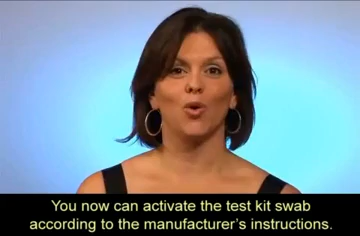 You now can activate the test kit swab
according to the manufacturer's instructions.